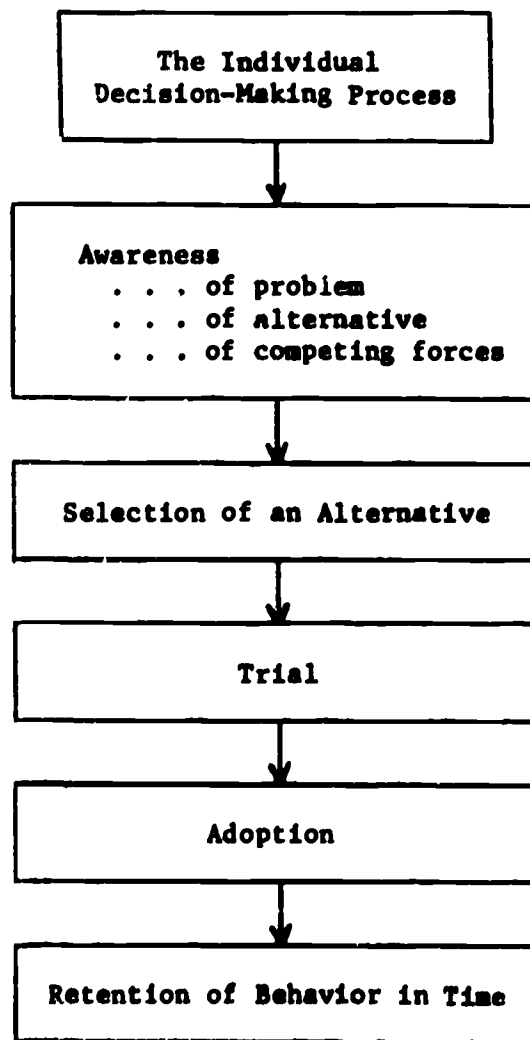 The Individual
Decision-Making Process
Awareness
. . . of problem
. . . of Alternative
. . . of competing forces
Selection of an Alternative
Trial
Adoption
Retention of Behavior in Time